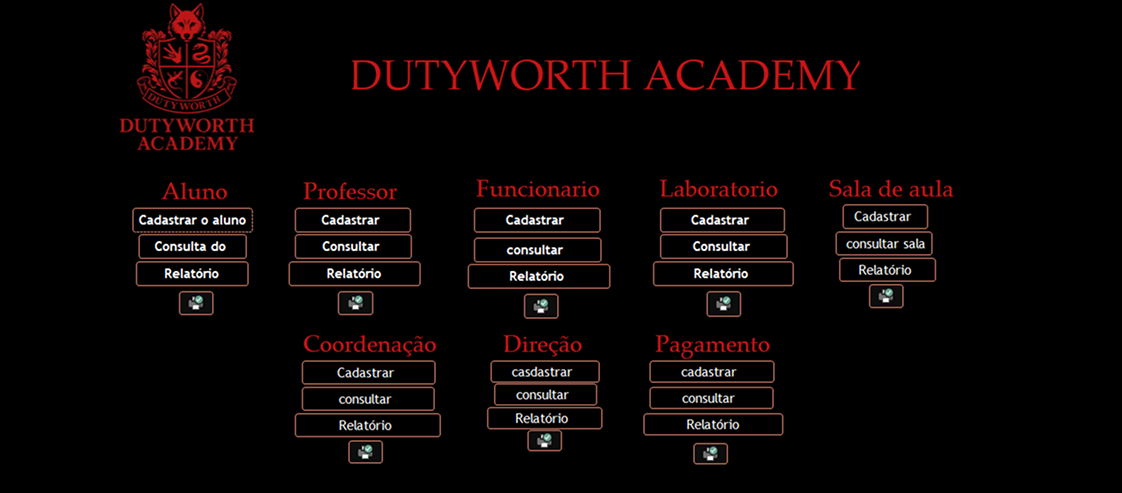 DUTYWORTH
DUTYWORTH
ACADEMY
DUTYWORTH ACADEMY
Aluno
Cadastrar o aluno
Consulta do
Relatório
Professor
Cadastrar
Consultar
Relatório
Funcionario
Cadastrar
consultar
Relatório
Laboratorio
Cadastrar
Consultar
Relatório
Sala de aula
Cadastrar
consultar sala
Relatório
Coordenação
Cadastrar
consultar
Relatório
Direção
casdastrar
consultar
Relatório
Pagamento
cadastrar
consultar
Relatório